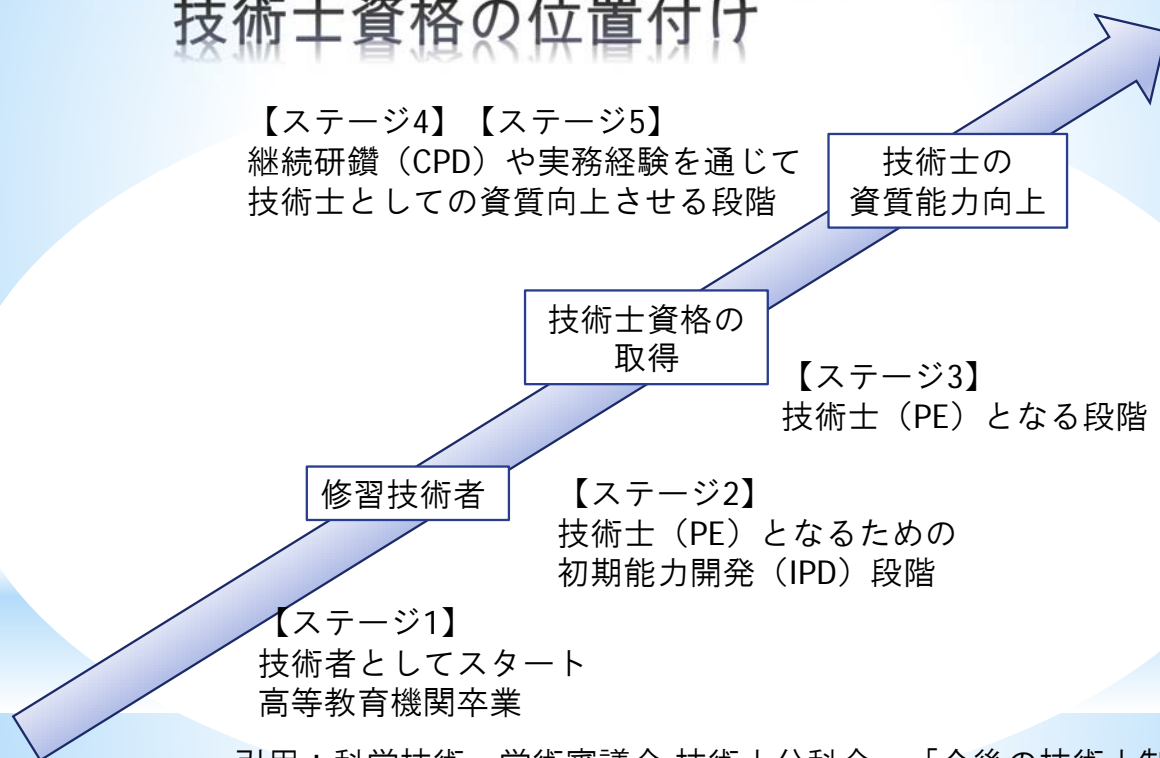 技術士資格の位置付け
【ステージ4】【ステージ5】
継続研鑽（CPD）や実務経験を通じて
技術士としての資質向上させる段階
技術士の
資質能力向上
技術士資格の
取得
【ステージ3】
技術士（PE）となる段階
修習技術者
【ステージ2】
技術士（PE）となるための
初期能力開発（IPD）段階
【ステージ1】
技術者としてスタート
高等教育機関卒業
引用：科学技術・学術審議会 技術士分科会、「今後の技術士制